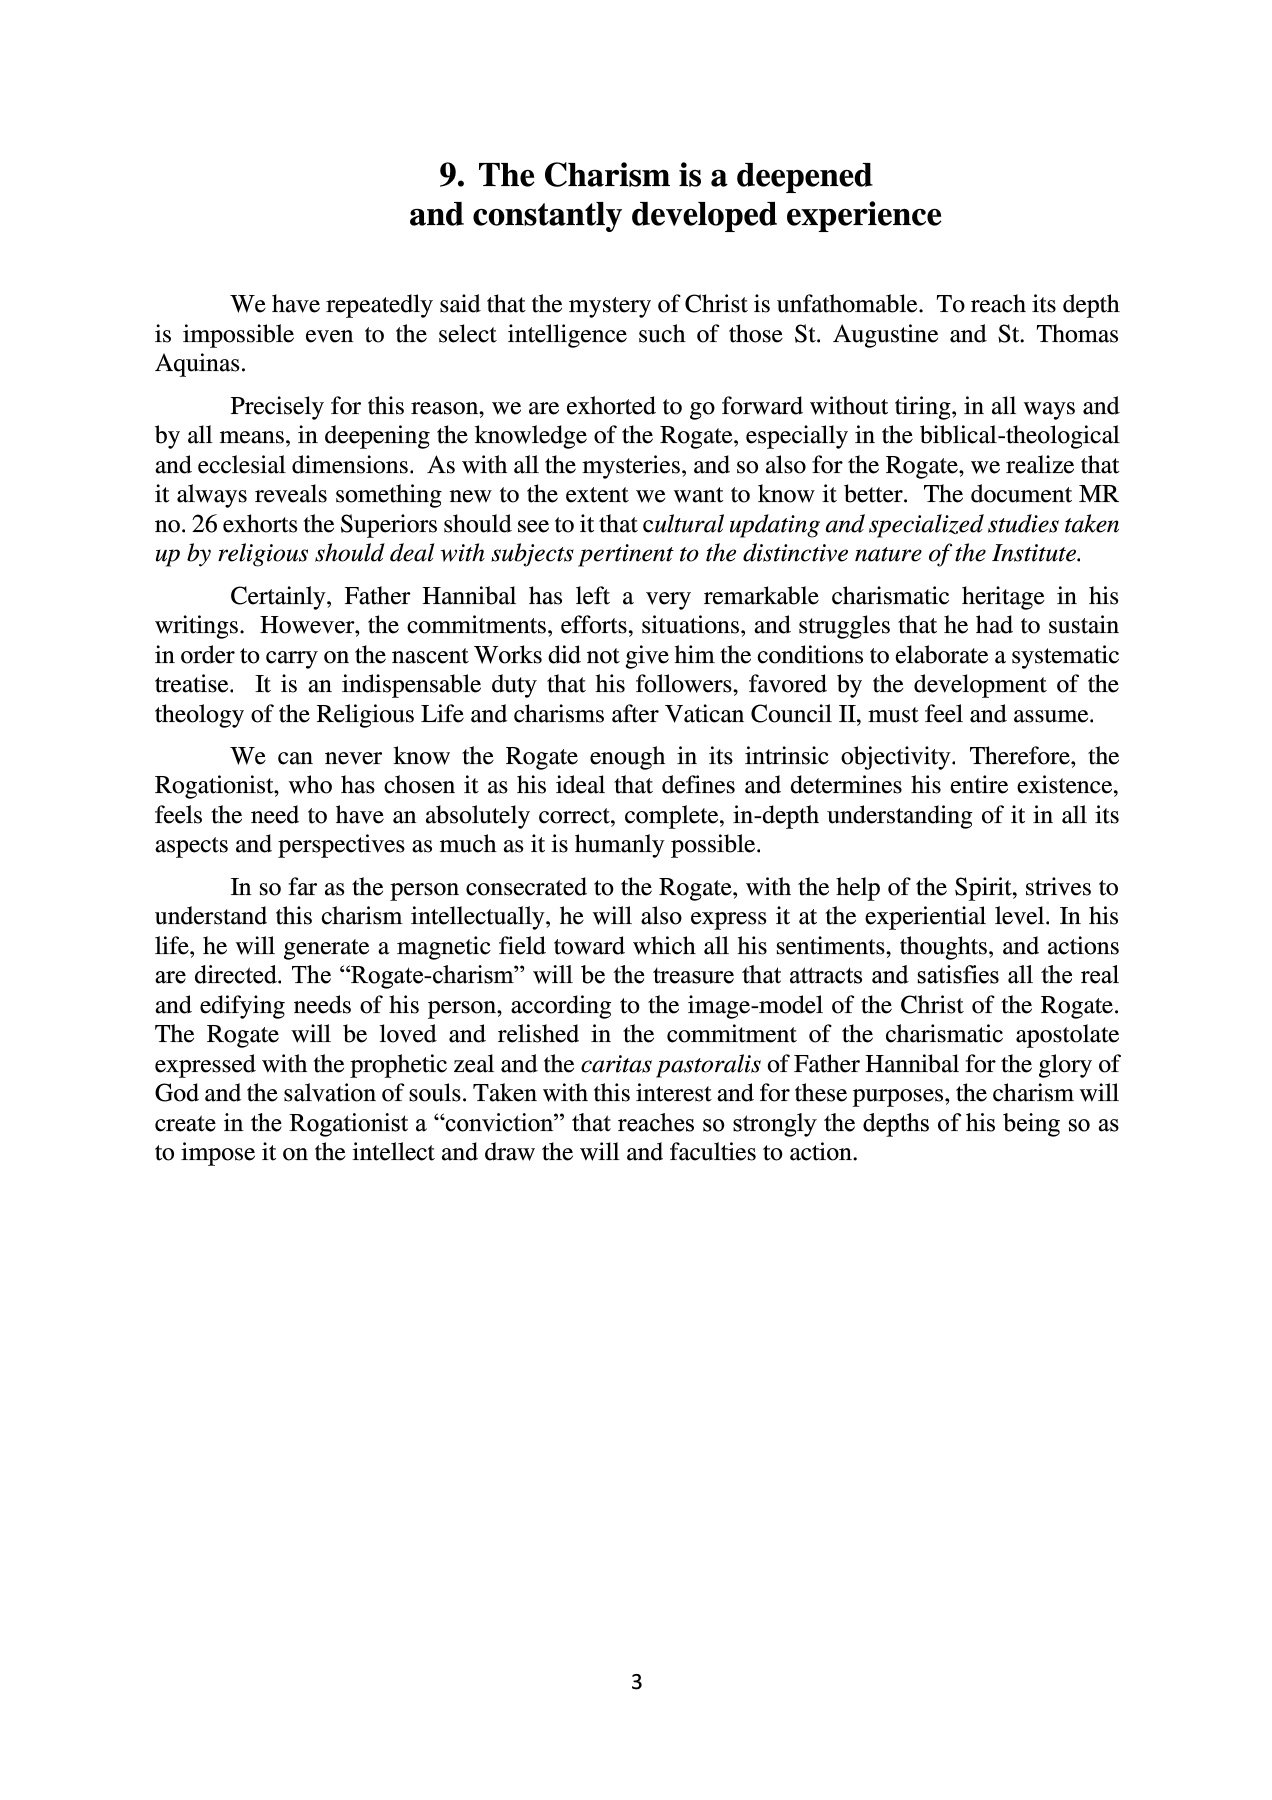 9. The Charism is a deepened
and constantly developed experience
We have repeatedly said that the mystery of Christ is unfathomable. To reach its depth
is impossible even to the select intelligence such of those St. Augustine and St. Thomas
Aquinas.
Precisely for this reason, we are exhorted to go forward without tiring, in all ways and
by all means, in deepening the knowledge of the Rogate, especially in the biblical-theological
and ecclesial dimensions. As with all the mysteries, and so also for the Rogate, we realize that
it always reveals something new to the extent we want to know it better. The document MR
no. 26 exhorts the Superiors should see to it that cultural updating and specialized studies taken
up by religious should deal with subjects pertinent to the distinctive nature of the Institute.
Certainly, Father Hannibal has left a very remarkable charismatic heritage in his
writings. However, the commitments, efforts, situations, and struggles that he had to sustain
in order to carry on the nascent Works did not give him the conditions to elaborate a systematic
treatise. It is an indispensable duty that his followers, favored by the development of the
theology of the Religious Life and charisms after Vatican Council II, must feel and assume.
We can never know the Rogate enough in its intrinsic objectivity. Therefore, the
Rogationist, who has chosen it as his ideal that defines and determines his entire existence,
feels the need to have an absolutely correct, complete, in-depth understanding of it in all its
aspects and perspectives as much as it is humanly possible.
In so far as the person consecrated to the Rogate, with the help of the Spirit, strives to
understand this charism intellectually, he will also express it at the experiential level. In his
life, he will generate a magnetic field toward which all his sentiments, thoughts, and actions
are directed. The “Rogate-charism” will be the treasure that attracts and satisfies all the real
and edifying needs of his person, according to the image-model of the Christ of the Rogate.
The Rogate will be loved and relished in the commitment of the charismatic apostolate
expressed with the prophetic zeal and the caritas pastoralis of Father Hannibal for the glory of
God and the salvation of souls. Taken with this interest and for these purposes, the charism will
create in the Rogationist a “conviction” that reaches so strongly the depths of his being so as
to impose it on the intellect and draw the will and faculties to action.
3